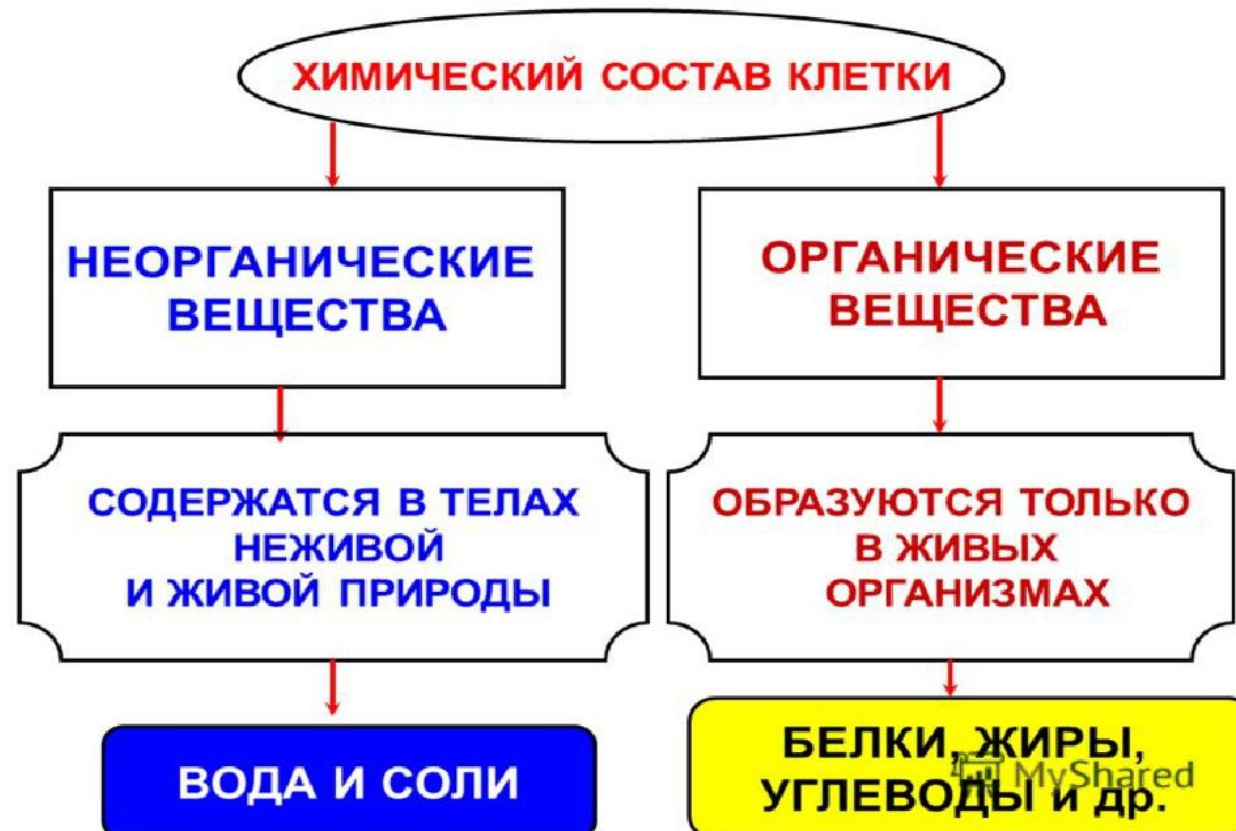 ХИМИЧЕСКИЙ СОСТАВ КЛЕТКИ
НЕОРГАНИЧЕСКИЕ
ВЕЩЕСТВА
ОРГАНИЧЕСКИЕ
ВЕЩЕСТВА
СОДЕРЖАТСЯ В ТЕЛАХ
НЕЖИВОЙ
И ЖИВОЙ ПРИРОДЫ
ОБРАЗУЮТСЯ ТОЛЬКО
В ЖИВЫХ
ОРГАНИЗМАХ
ВОДА И СОЛИ
БЕЛКИ, ЖИРЫ,
УГЛЕВОДЫ и др.
MyShared